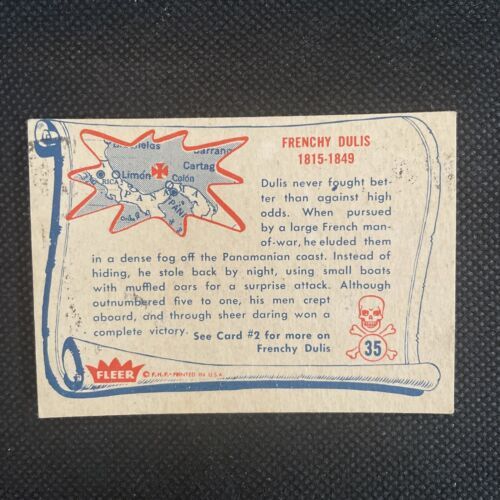 Barran
Cartag
RICA
Limón
Colón
PANAMA
FRENCHY DULIS
1815-1849
Dulis never fought bet-
ter than against high
odds. When pursued
by a large French man-
of-war, he eluded them
in a dense fog off the Panamanian coast. Instead of
hiding, he stole back by night, using small boats
with muffled oars for a surprise attack. Although
outnumbered five to one, his men crept
aboard, and through sheer daring won a
complete victory.
See Card #2 for more on
Frenchy Dulis
35
FLEER
© F.H.F. PRINTED IN U.S.A.